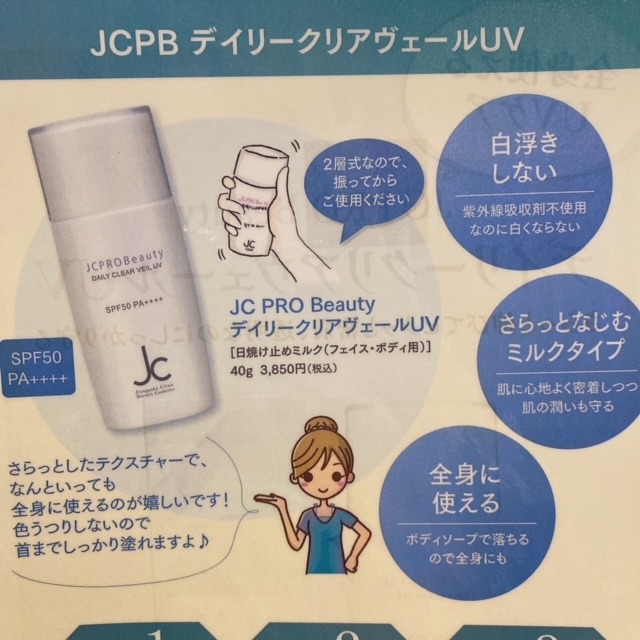 JCPB デイリークリアヴェールUV
JCPROBeauty
DAILY CLEAR VEIL UV
SPF50 PA++++
Jc
Jiyugaoka Clinic
Doctor's Cosmetics
SPF50
PA++++
2層式なので、
振ってから
ご使用ください
JC PRO Beauty
デイリークリアヴェールUV
［日焼け止めミルク（フェイス・ボディ用）］
40g 3,850円（税込）
白浮き
しない
紫外線吸収剤不使用
なのに白くならない
さらっとなじむ
ミルクタイプ
肌に心地よく密着しつつ
肌の潤いも守る
全身に
使える
ボディソープで落ちる
ので全身にも
さらっとしたテクスチャーで、
なんといっても
全身に使えるのが嬉しいです！
色うつりしないので
首までしっかり塗れますよ♪